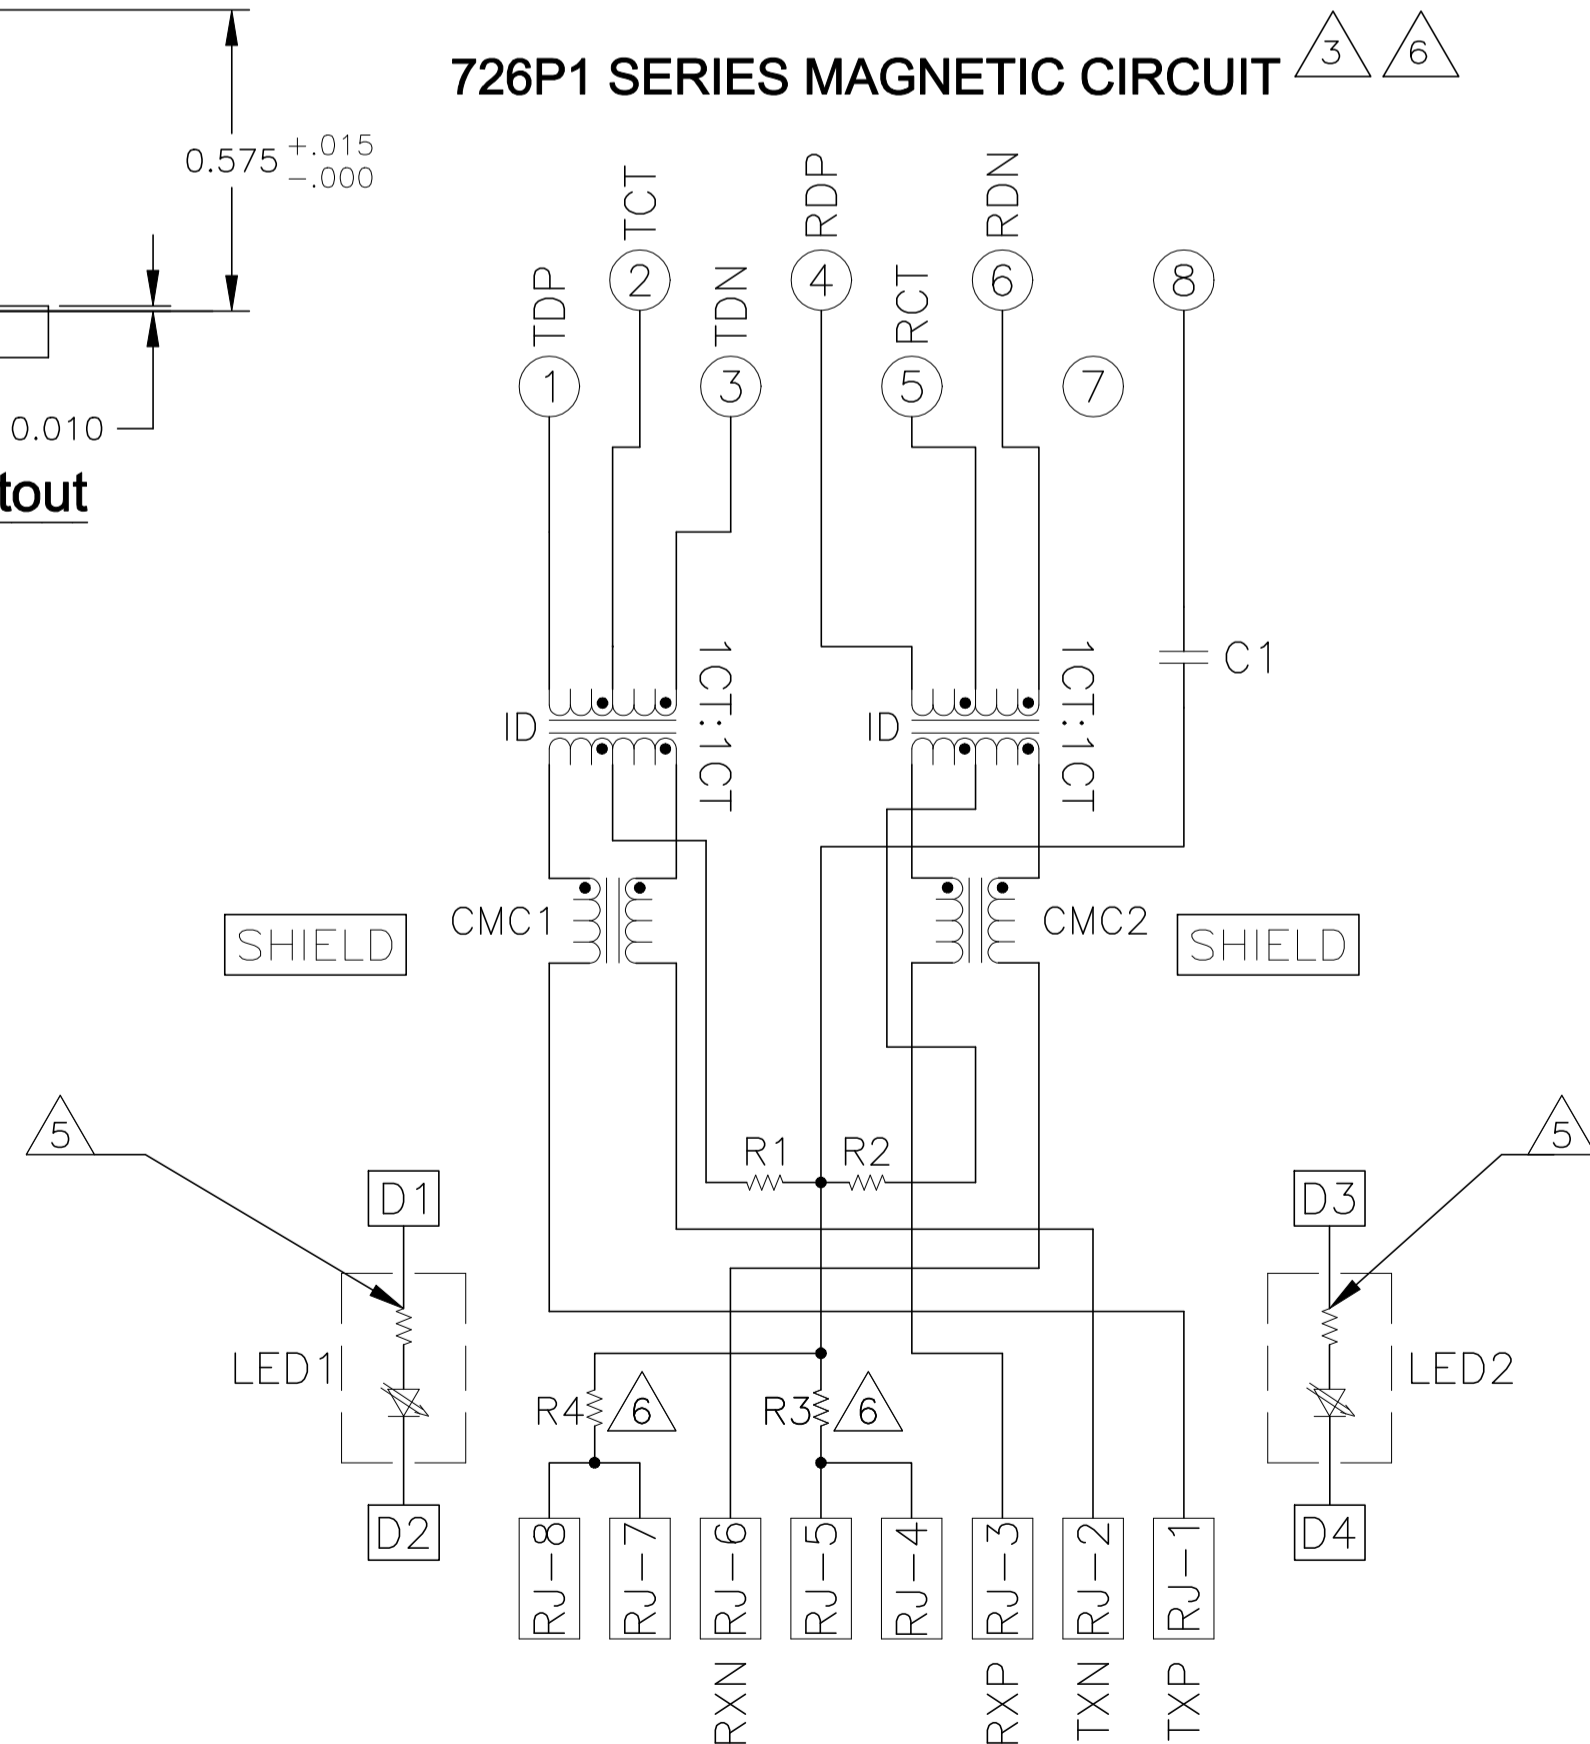 726P1 SERIES MAGNETIC CIRCUIT 3 6
0.575 +.015
-.000
0.010
tout
TDP
TCT
TDN
RDP
RCT
RDN
1
2
3
4
5
6
7
8
ID
1CT:1CT
ID
1CT:1CT
C1
CMC1
CMC2
SHIELD
SHIELD
5
5
R1
R2
D1
D3
LED1
LED2
R4
6
R3
6
D2
D4
RJ-8
RJ-7
RJ-6
RJ-5
RJ-4
RJ-3
RJ-2
RJ-1
RXN
RXP
TXN
TXP